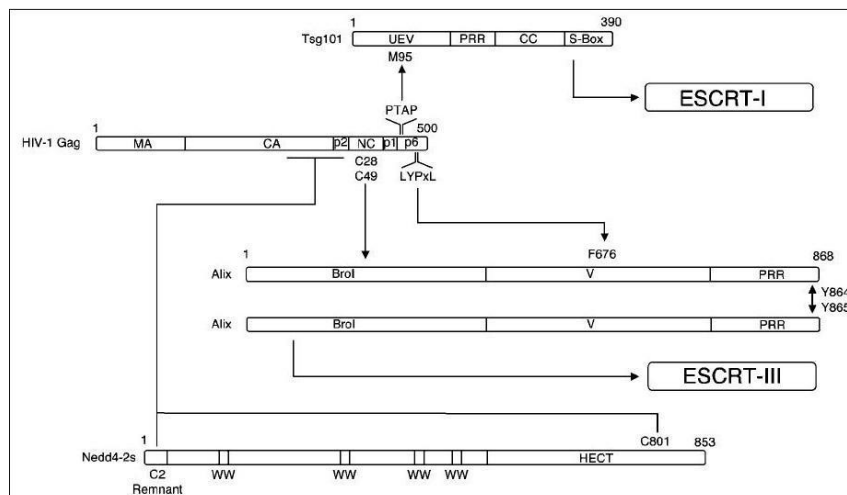 1 390
Tsg101 UEV PRR CC S-Box
M95
ESCRT-I
PTAP
1 500
HIV-1 Gag MA CA p2 NC p1 p6
C28
C49 LYPxL
1 F676 868
Alix BroI V PRR
Y864
Y865
Alix BroI V PRR
ESCRT-III
1 C801 853
Nedd4-2s HECT
C2 WW WW WW WW
Remnant